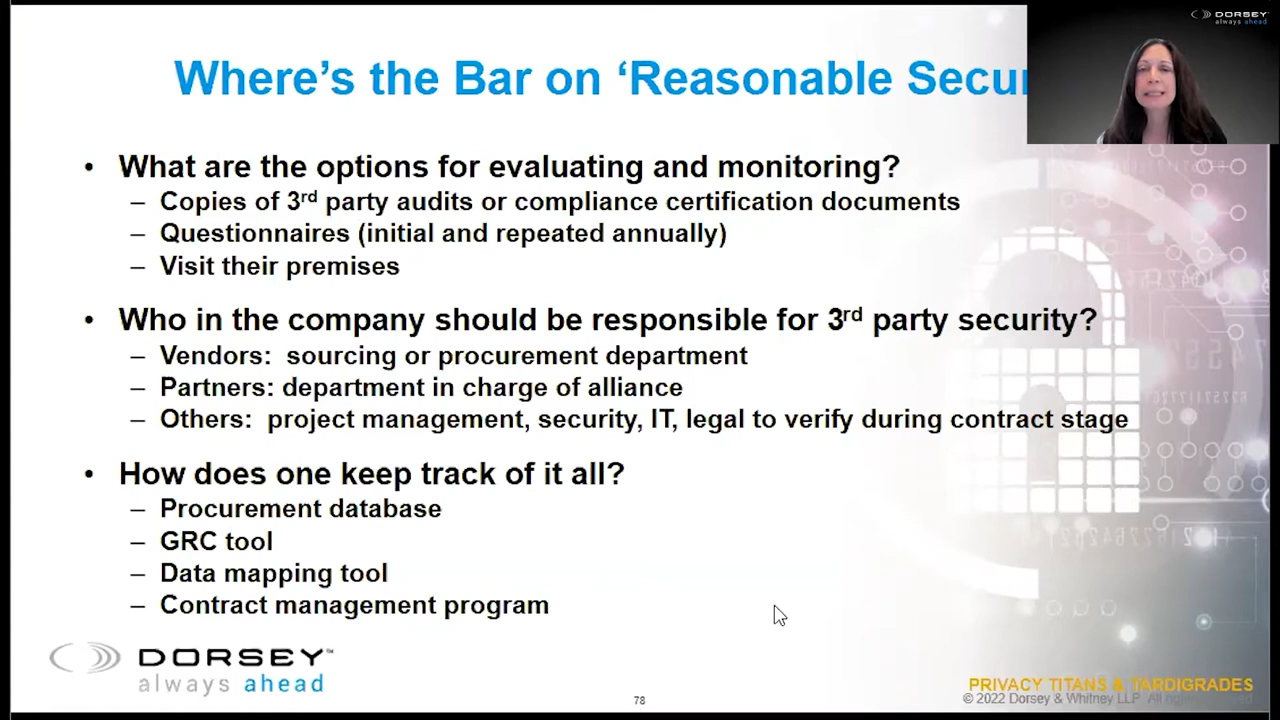 DORSEY
always ahead
Where's the Bar on ‘Reasonable Secur
• What are the options for evaluating and monitoring?
– Copies of 3rd party audits or compliance certification documents
– Questionnaires (initial and repeated annually)
– Visit their premises
• Who in the company should be responsible for 3rd party security?
– Vendors:  sourcing or procurement department
– Partners: department in charge of alliance
– Others:  project management, security, IT, legal to verify during contract stage
• How does one keep track of it all?
– Procurement database
– GRC tool
– Data mapping tool
– Contract management program
DORSEY™
always ahead
78
PRIVACY TITANS & TARDIGRADES
© 2022 Dorsey & Whitney LLP. All rights reserved